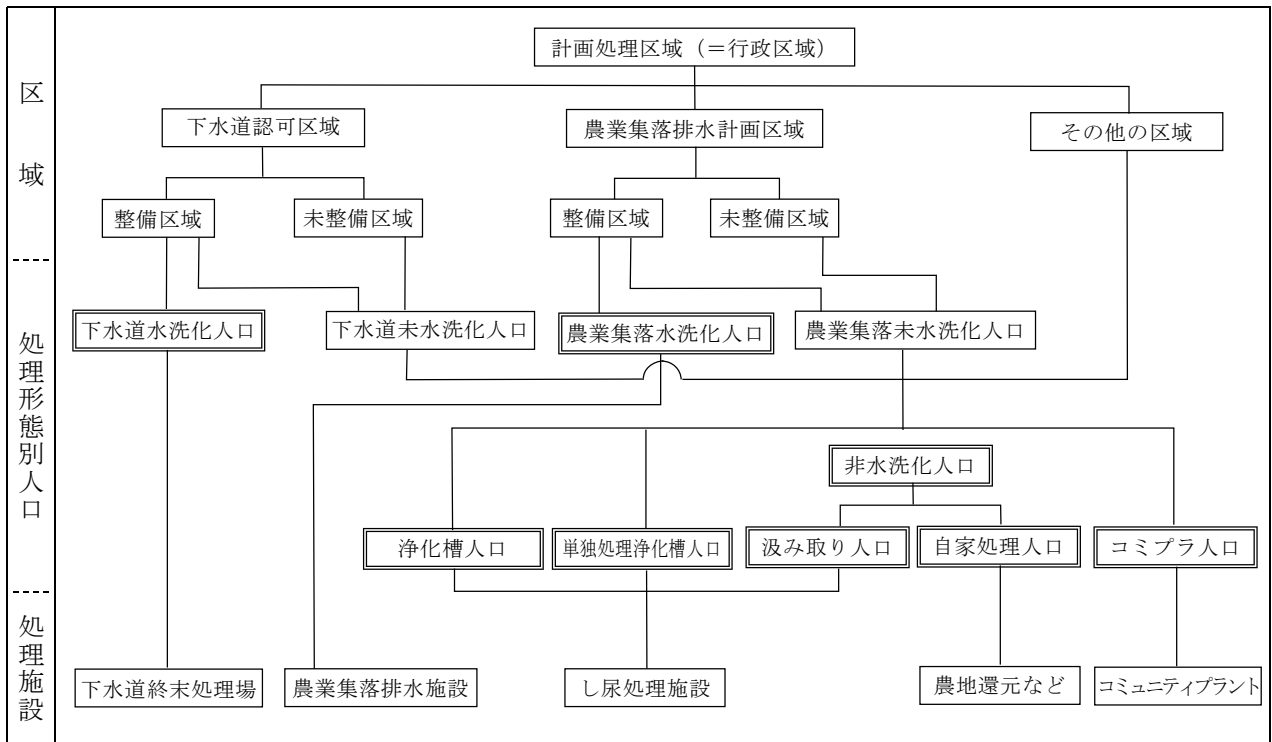 区域
処理形態別人口
処理施設
計画処理区域（＝行政区域）
下水道認可区域
農業集落排水計画区域
その他の区域
整備区域
未整備区域
整備区域
未整備区域
下水道水洗化人口
下水道未水洗化人口
農業集落水洗化人口
農業集落未水洗化人口
非水洗化人口
浄化槽人口
単独処理浄化槽人口
汲み取り人口
自家処理人口
コミプラ人口
下水道終末処理場
農業集落排水施設
し尿処理施設
農地還元など
コミュニティプラント